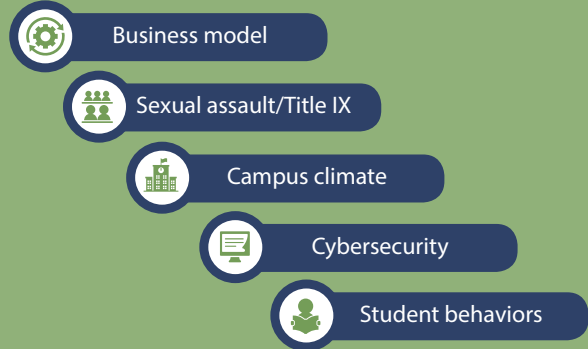 Business model
Sexual assault/Title IX
Campus climate
Cybersecurity
Student behaviors